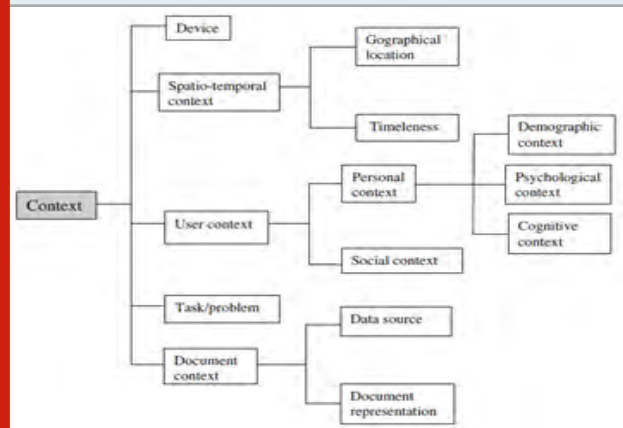 Device
Gographical
location
Spatio-temporal
context
Timeleness
Demographic
context
Personal
context
Psychological
context
Context
User context
Cognitive
context
Social context
Task/problem
Data source
Document
context
Document
representation